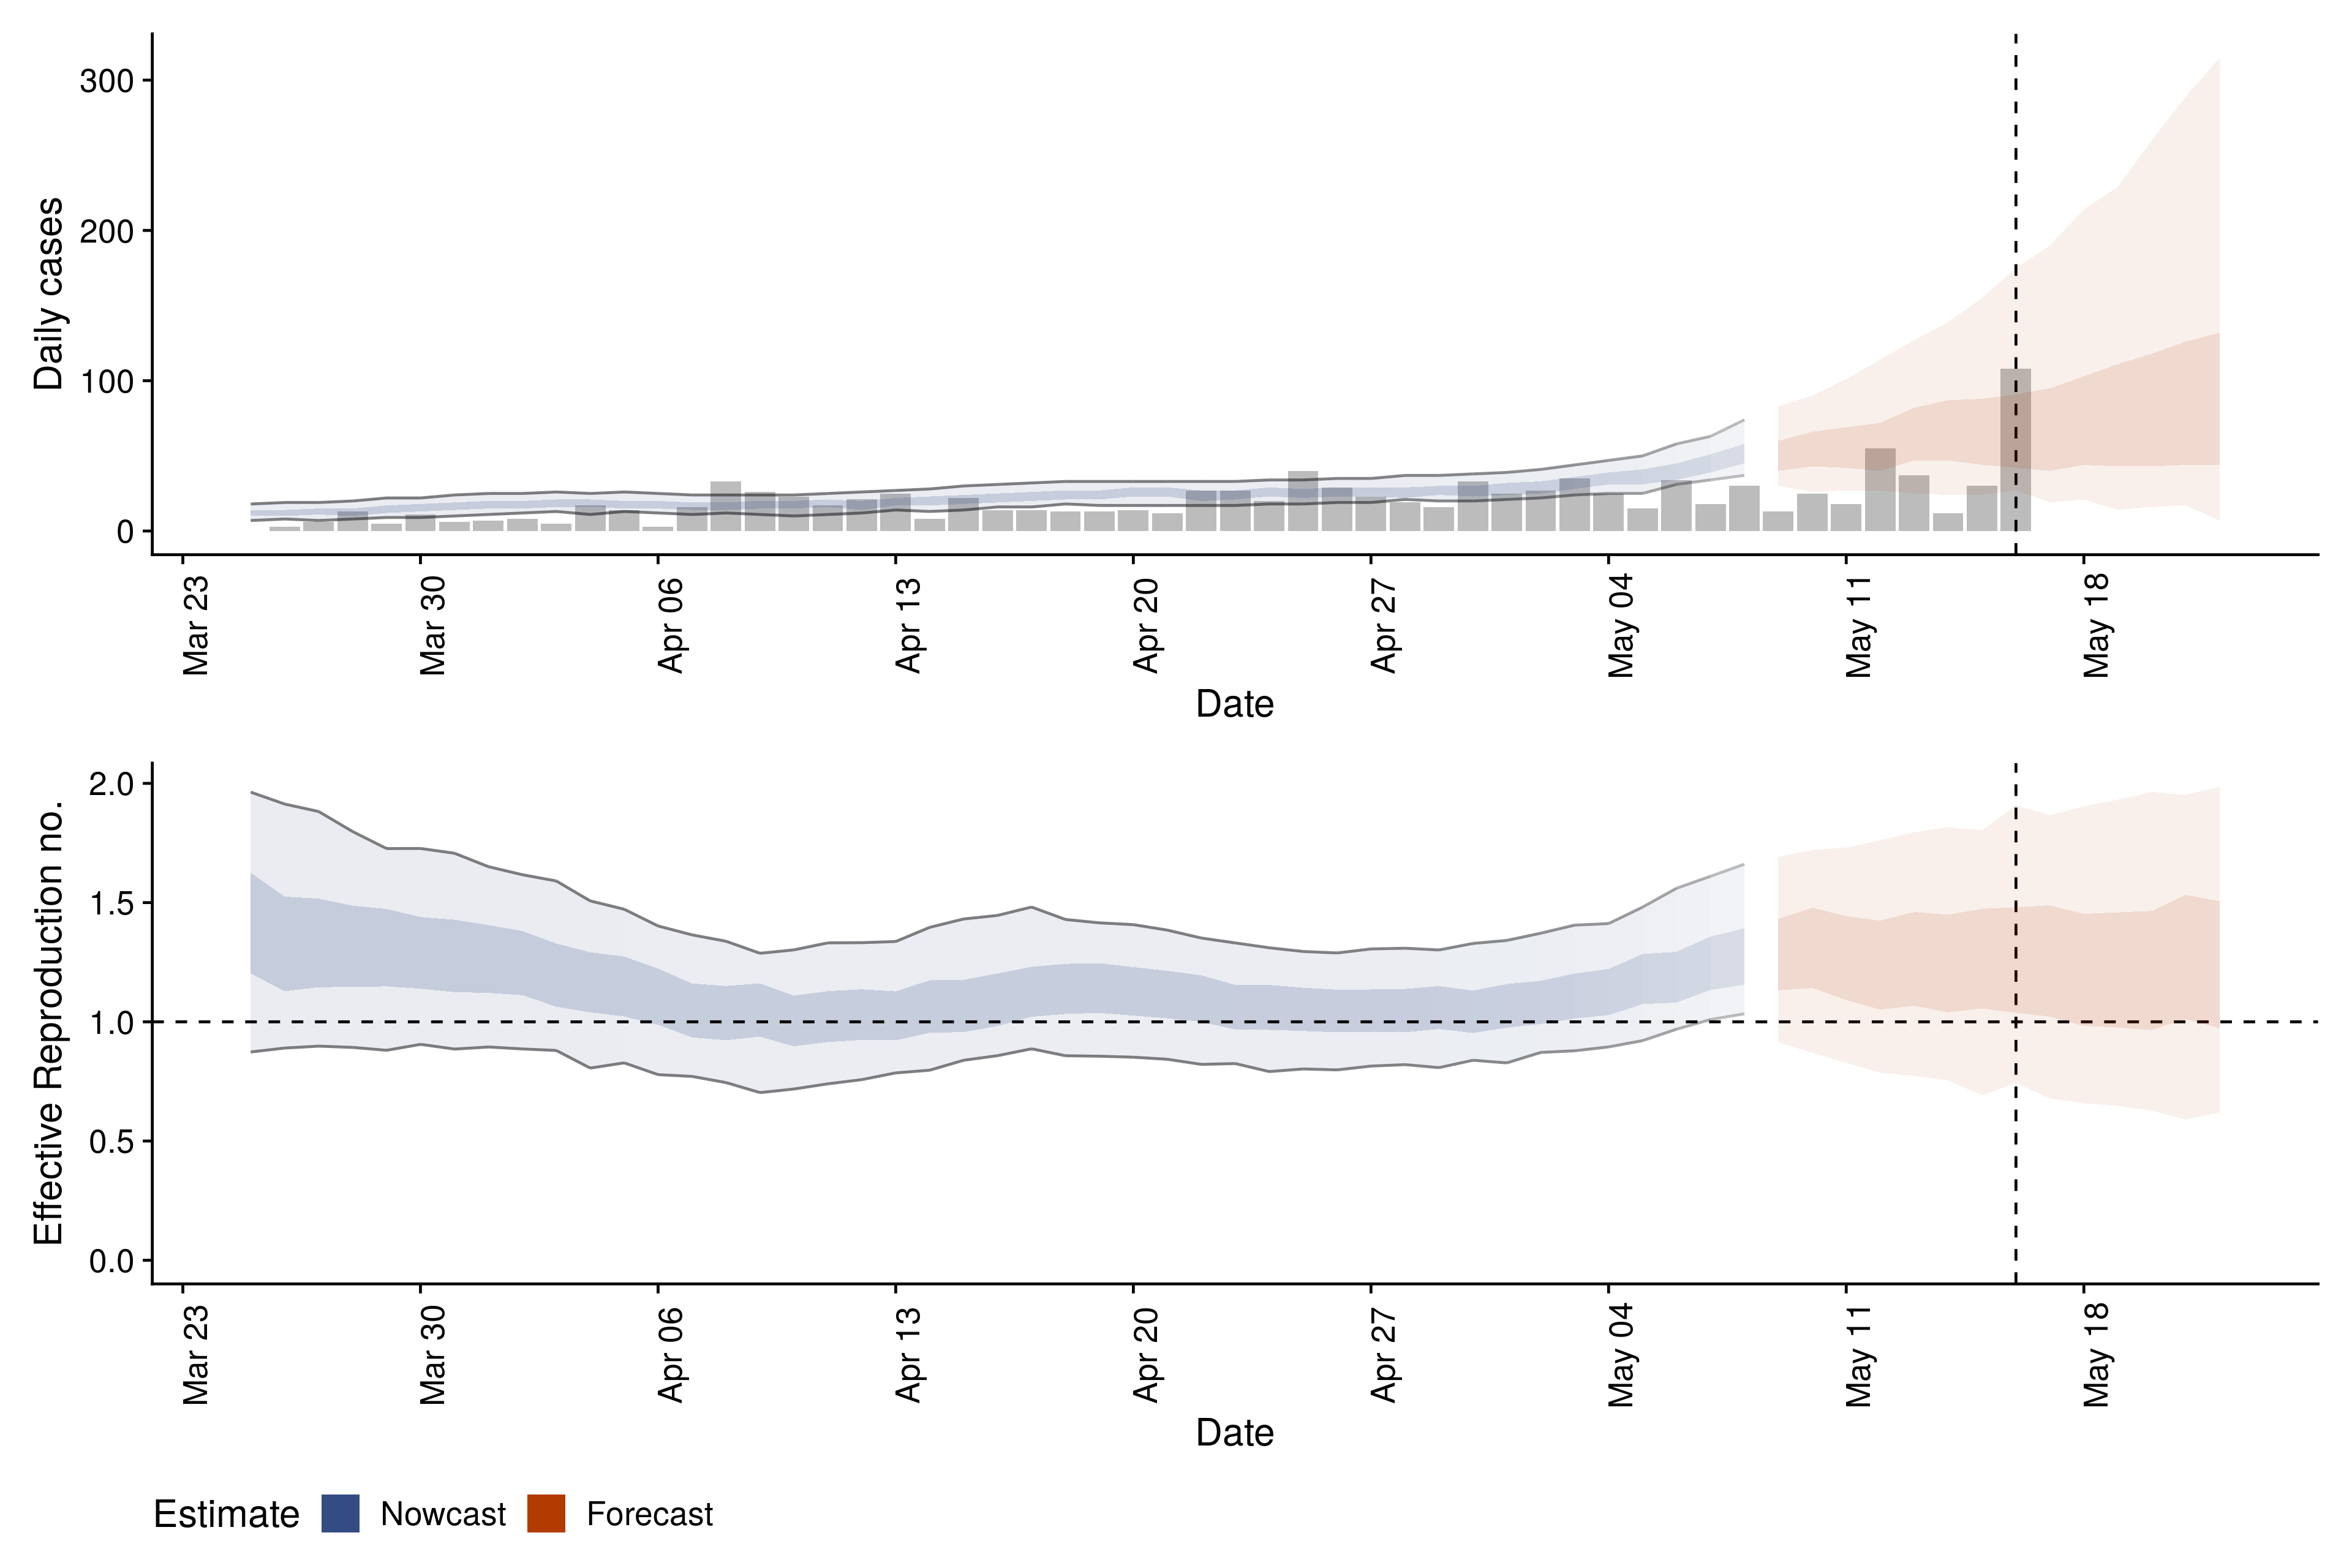 Daily cases
300
200
100
0
Mar 23
Mar 30
Apr 06
Apr 13
Apr 20
Apr 27
May 04
May 11
May 18
Date
Effective Reproduction no.
2.0
1.5
1.0
0.5
0.0
Mar 23
Mar 30
Apr 06
Apr 13
Apr 20
Apr 27
May 04
May 11
May 18
Date
Estimate Nowcast Forecast